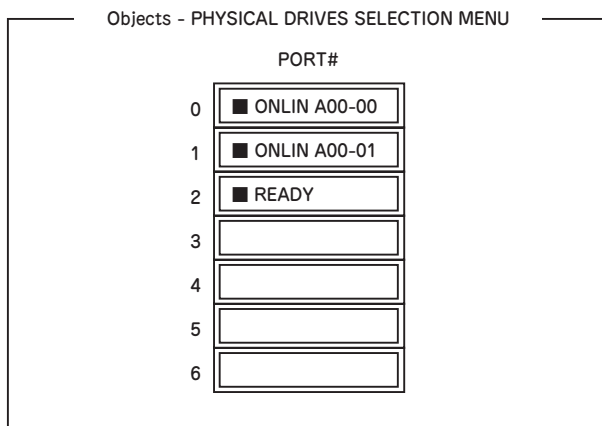 Objects - PHYSICAL DRIVES SELECTION MENU
PORT#
0 ■ ONLIN A00-00
1 ■ ONLIN A00-01
2 ■ READY
3
4
5
6